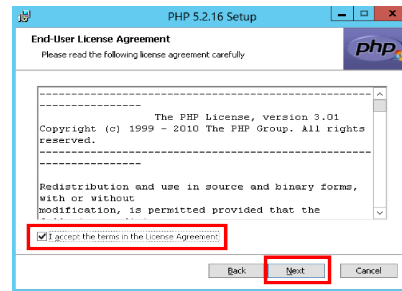 PHP 5.2.16 Setup
End-User License Agreement
Please read the following license agreement carefully
php
--------------------------------------------------------------------
----------------
The PHP License, version 3.01
Copyright (c) 1999 - 2010 The PHP Group. All rights
reserved.
--------------------------------------------------------------------
----------------
Redistribution and use in source and binary forms,
with or without
modification, is permitted provided that the
I accept the terms in the License Agreement
Back Next Cancel